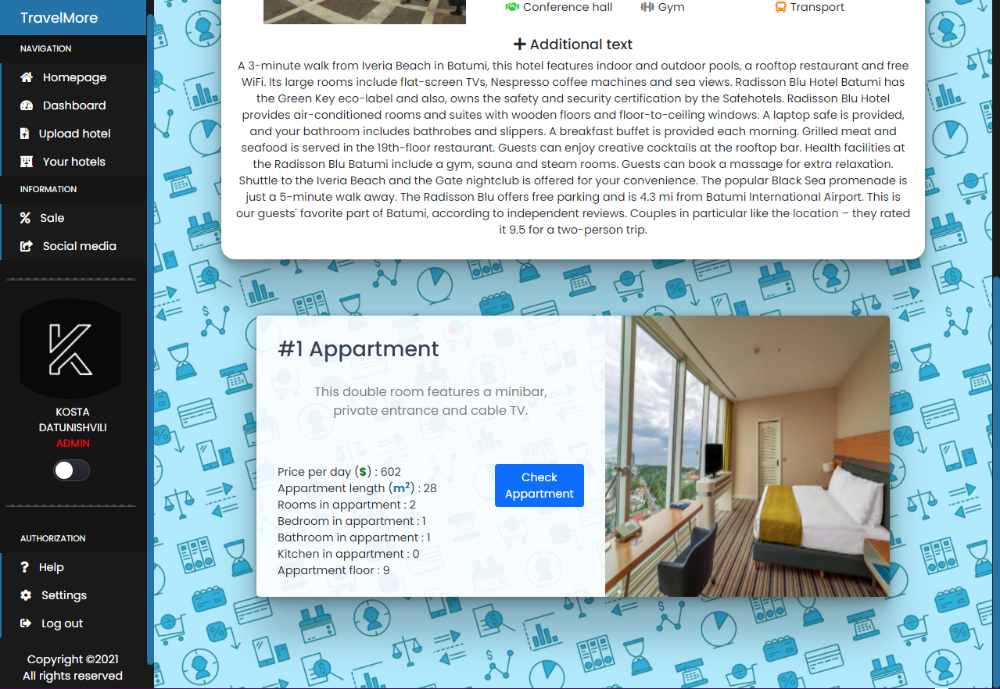 TravelMore
NAVIGATION
Homepage
Dashboard
Upload hotel
Your hotels
INFORMATION
Sale
Social media
KOSTA
DATUNISHVILI
ADMIN
AUTHORIZATION
Help
Settings
Log out
Copyright ©2021
All rights reserved
Conference hall Gym Transport
Additional text
A 3-minute walk from Iveria Beach in Batumi, this hotel features indoor and outdoor pools, a rooftop restaurant and free
WiFi. Its large rooms include flat-screen TVs, Nespresso coffee machines and sea views. Radisson Blu Hotel Batumi has
the Green Key eco-label and also, owns the safety and security certification by the Safehotels. Radisson Blu Hotel
provides air-conditioned rooms and suites with wooden floors and floor-to-ceiling windows. A laptop safe is provided,
and your bathroom includes bathrobes and slippers. A breakfast buffet is provided each morning. Grilled meat and
seafood is served in the 19th-floor restaurant. Guests can enjoy creative cocktails at the rooftop bar. Health facilities at
the Radisson Blu Batumi include a gym, sauna and steam rooms. Guests can book a massage for extra relaxation.
Shuttle to the Iveria Beach and the Gate nightclub is offered for your convenience. The popular Black Sea promenade is
just a 5-minute walk away. The Radisson Blu offers free parking and is 4.3 mi from Batumi International Airport. This is
our guests' favorite part of Batumi, according to independent reviews. Couples in particular like the location – they rated
it 9.5 for a two-person trip.
#1 Appartment
This double room features a minibar,
private entrance and cable TV.
Price per day ($) : 602
Appartment length (m²) : 28
Rooms in appartment : 2
Bedroom in appartment : 1
Bathroom in appartment : 1
Kitchen in appartment : 0
Appartment floor : 9
Check
Appartment